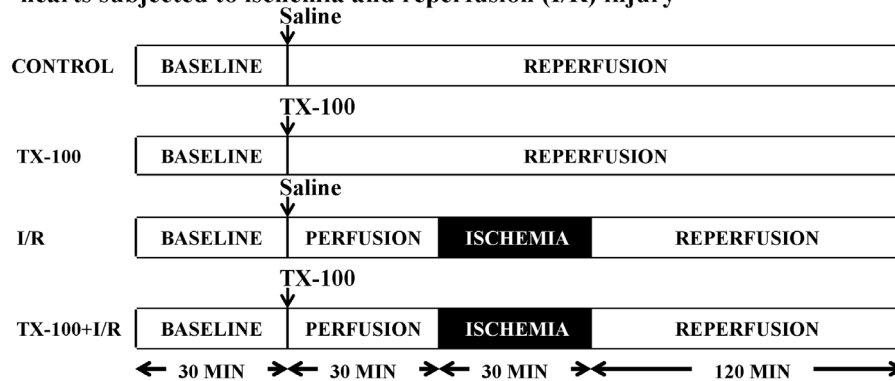 hearts subjected to ischemia and reperfusion (I/R) injury
Saline
CONTROL BASELINE REPERFUSION
TX-100
TX-100 BASELINE REPERFUSION
Saline
I/R BASELINE PERFUSION ISCHEMIA REPERFUSION
TX-100
TX-100+I/R BASELINE PERFUSION ISCHEMIA REPERFUSION
30 MIN 30 MIN 30 MIN 120 MIN